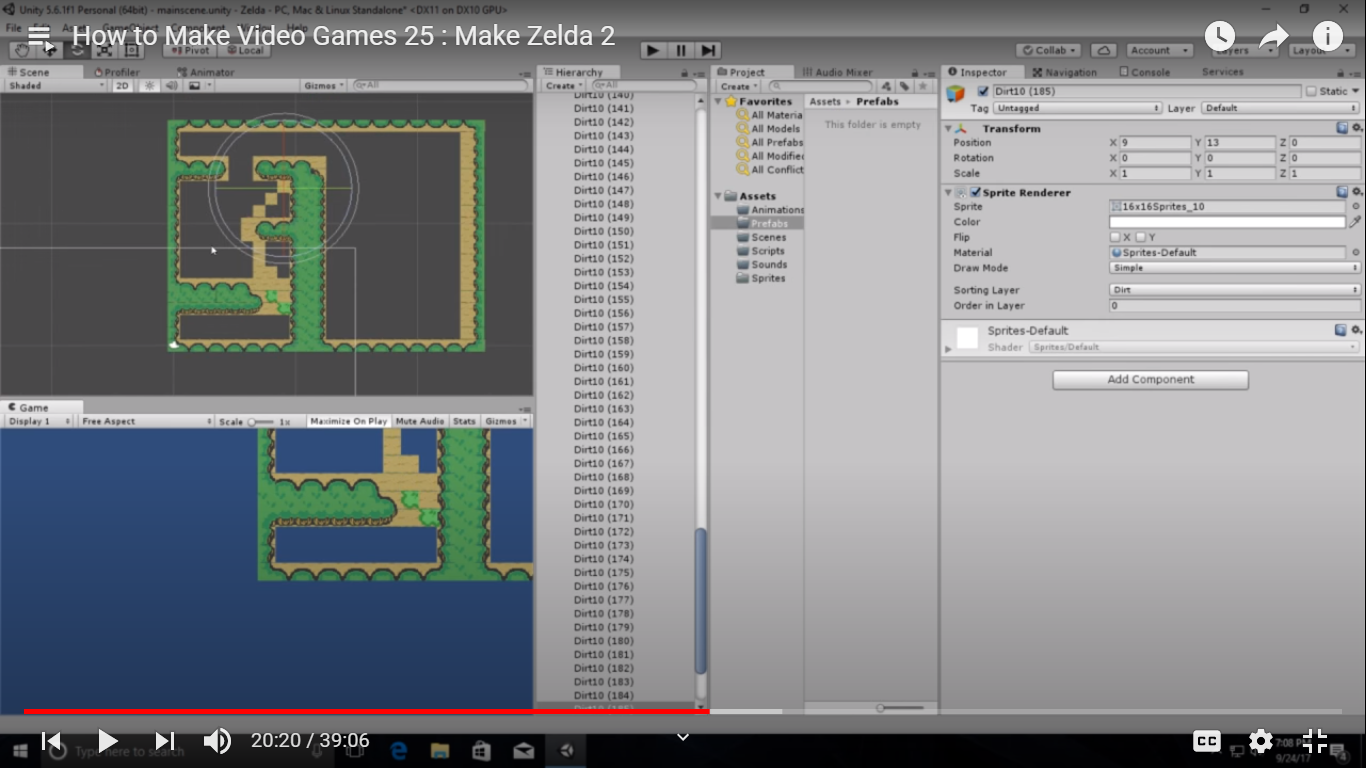 Unity 5.6.1f1 Personal (64bit) - mainscene.unity - Zelda - PC, Mac & Linux Standalone* <DX11 on DX10 GPU>
How to Make Video Games 25 : Make Zelda 2
Pivot Local
Collab Account Layers Layout
Scene Profiler Animator
Shaded 2D Gizmos All
Hierarchy
Create All
Dirt10 (140)
Dirt10 (141)
Dirt10 (142)
Dirt10 (143)
Dirt10 (144)
Dirt10 (145)
Dirt10 (146)
Dirt10 (147)
Dirt10 (148)
Dirt10 (149)
Dirt10 (150)
Dirt10 (151)
Dirt10 (152)
Dirt10 (153)
Dirt10 (154)
Dirt10 (155)
Dirt10 (156)
Dirt10 (157)
Dirt10 (158)
Dirt10 (159)
Dirt10 (160)
Dirt10 (161)
Dirt10 (162)
Dirt10 (163)
Dirt10 (164)
Dirt10 (165)
Dirt10 (166)
Dirt10 (167)
Dirt10 (168)
Dirt10 (169)
Dirt10 (170)
Dirt10 (171)
Dirt10 (172)
Dirt10 (173)
Dirt10 (174)
Dirt10 (175)
Dirt10 (176)
Dirt10 (177)
Dirt10 (178)
Dirt10 (179)
Dirt10 (180)
Dirt10 (181)
Dirt10 (182)
Dirt10 (183)
Dirt10 (184)
Project Audio Mixer
Create
Favorites
All Materia
All Models
All Prefabs
All Modifie
All Conflict
Assets
Animations
Prefabs
Scenes
Scripts
Sounds
Sprites
Assets Prefabs
This folder is empty
Inspector Navigation Console Services
Dirt10 (185) Static
Tag Untagged Layer Default
Transform
Position X 9 Y 13 Z 0
Rotation X 0 Y 0 Z 0
Scale X 1 Y 1 Z 1
Sprite Renderer
Sprite 16x16Sprites_10
Color
Flip X Y
Material Sprites-Default
Draw Mode Simple
Sorting Layer Dirt
Order in Layer 0
Sprites-Default
Shader Sprites/Default
Add Component
Game
Display 1 Free Aspect Scale 1x Maximize On Play Mute Audio Stats Gizmos
20:20 / 39:06
CC
Type here to search
7:08 PM
9/24/17